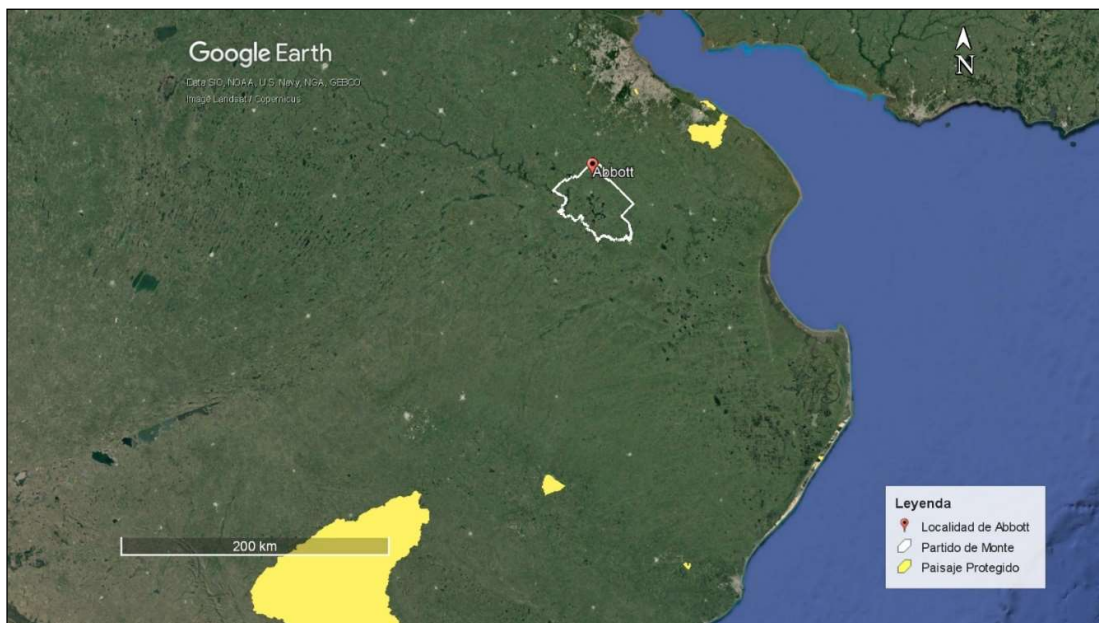 Google Earth
Data SIO, NOAA, U.S. Navy, NGA, GEBCO
Image Landsat / Copernicus
N
Abbott
200 km
Leyenda
Localidad de Abbott
Partido de Monte
Paisaje Protegido